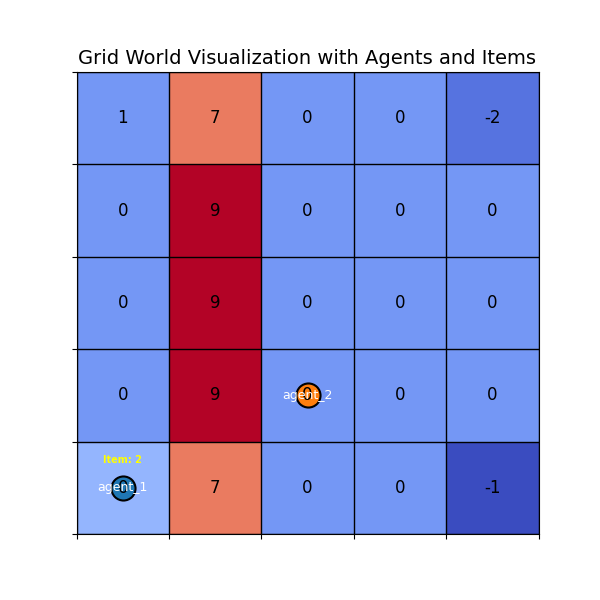 Grid World Visualization with Agents and Items
1 7 0 0 -2
0 9 0 0 0
0 9 0 0 0
0 9 agent_2 0 0
Item: 2
agent_1 7 0 0 -1